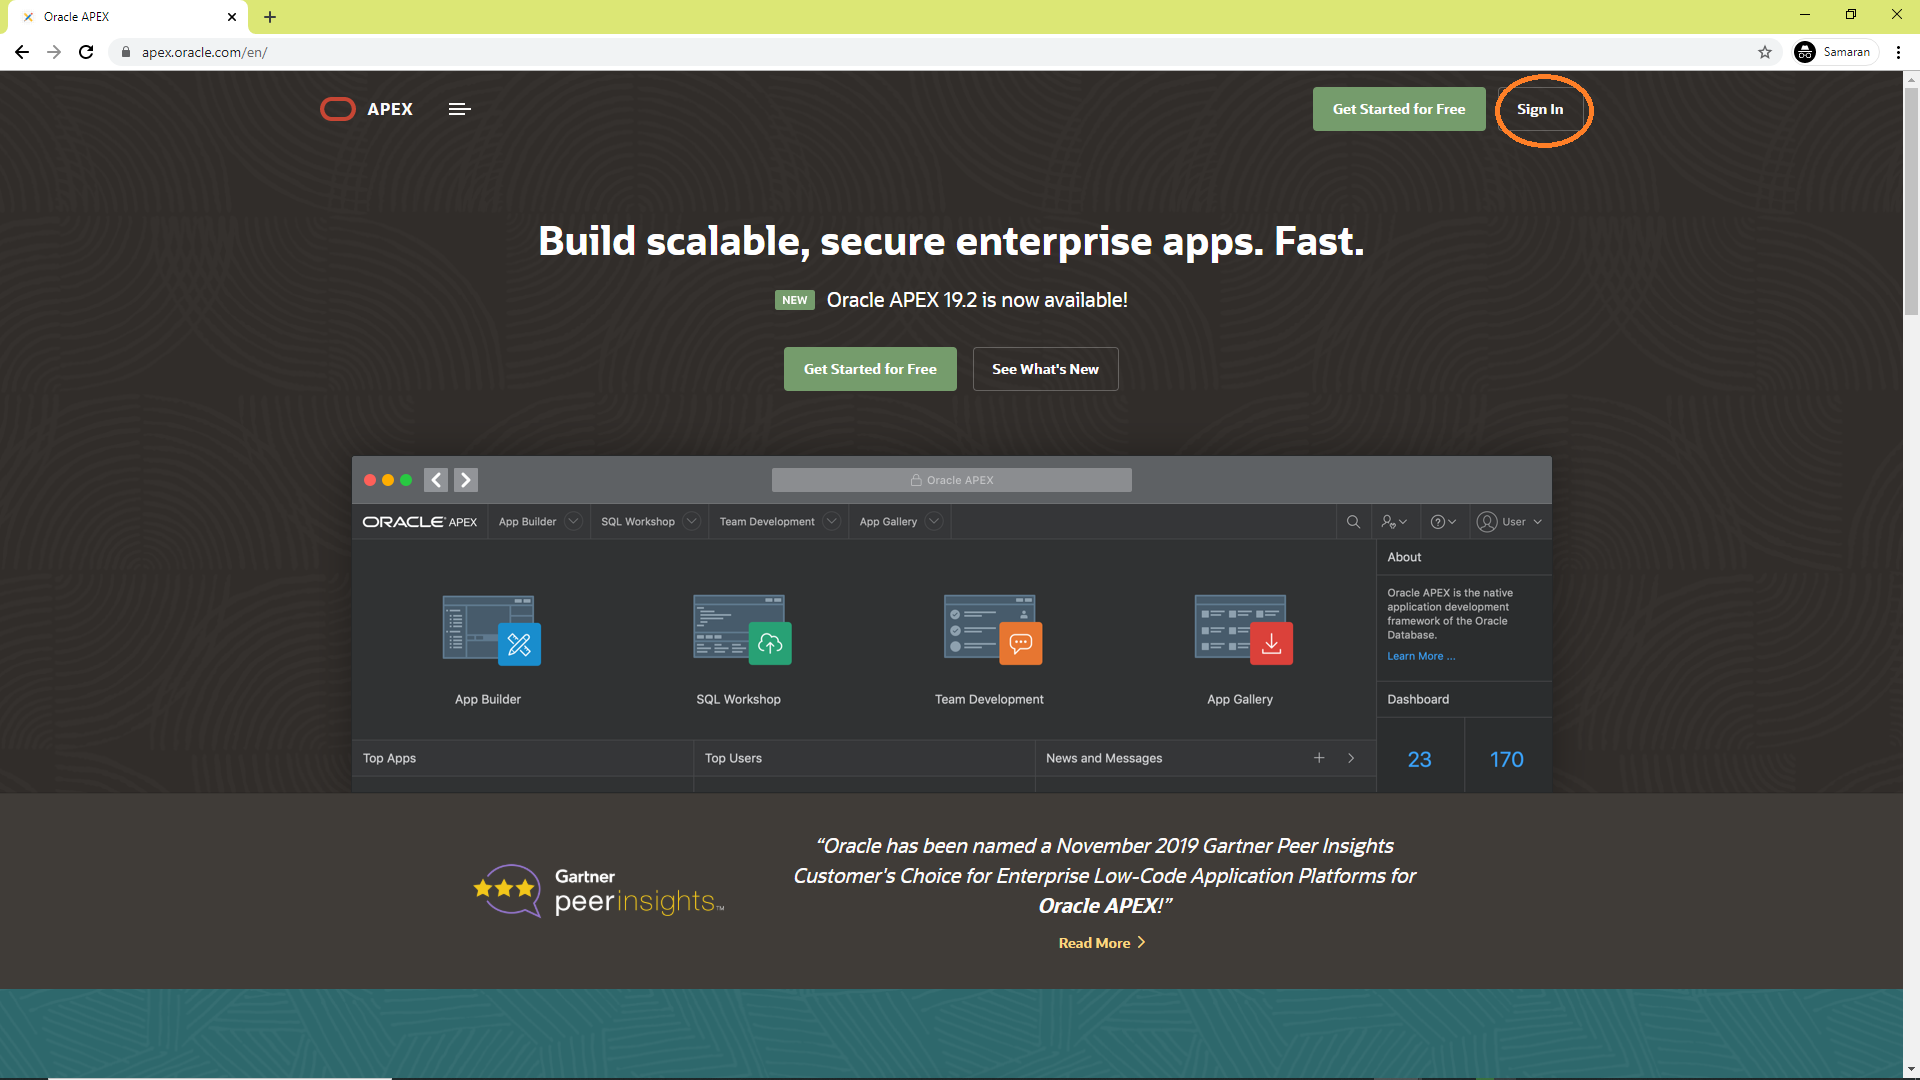 Oracle APEX
apex.oracle.com/en/
Samaran
APEX
Get Started for Free
Sign In
Build scalable, secure enterprise apps. Fast.
NEW Oracle APEX 19.2 is now available!
Get Started for Free
See What's New
Oracle APEX
ORACLE APEX
App Builder
SQL Workshop
Team Development
App Gallery
User
App Builder
SQL Workshop
Team Development
App Gallery
About
Oracle APEX is the native
application development
framework of the Oracle
Database.
Learn More ...
Dashboard
23
170
Top Apps
Top Users
News and Messages
Gartner
peerinsights™
“Oracle has been named a November 2019 Gartner Peer Insights
Customer's Choice for Enterprise Low-Code Application Platforms for
Oracle APEX!”
Read More